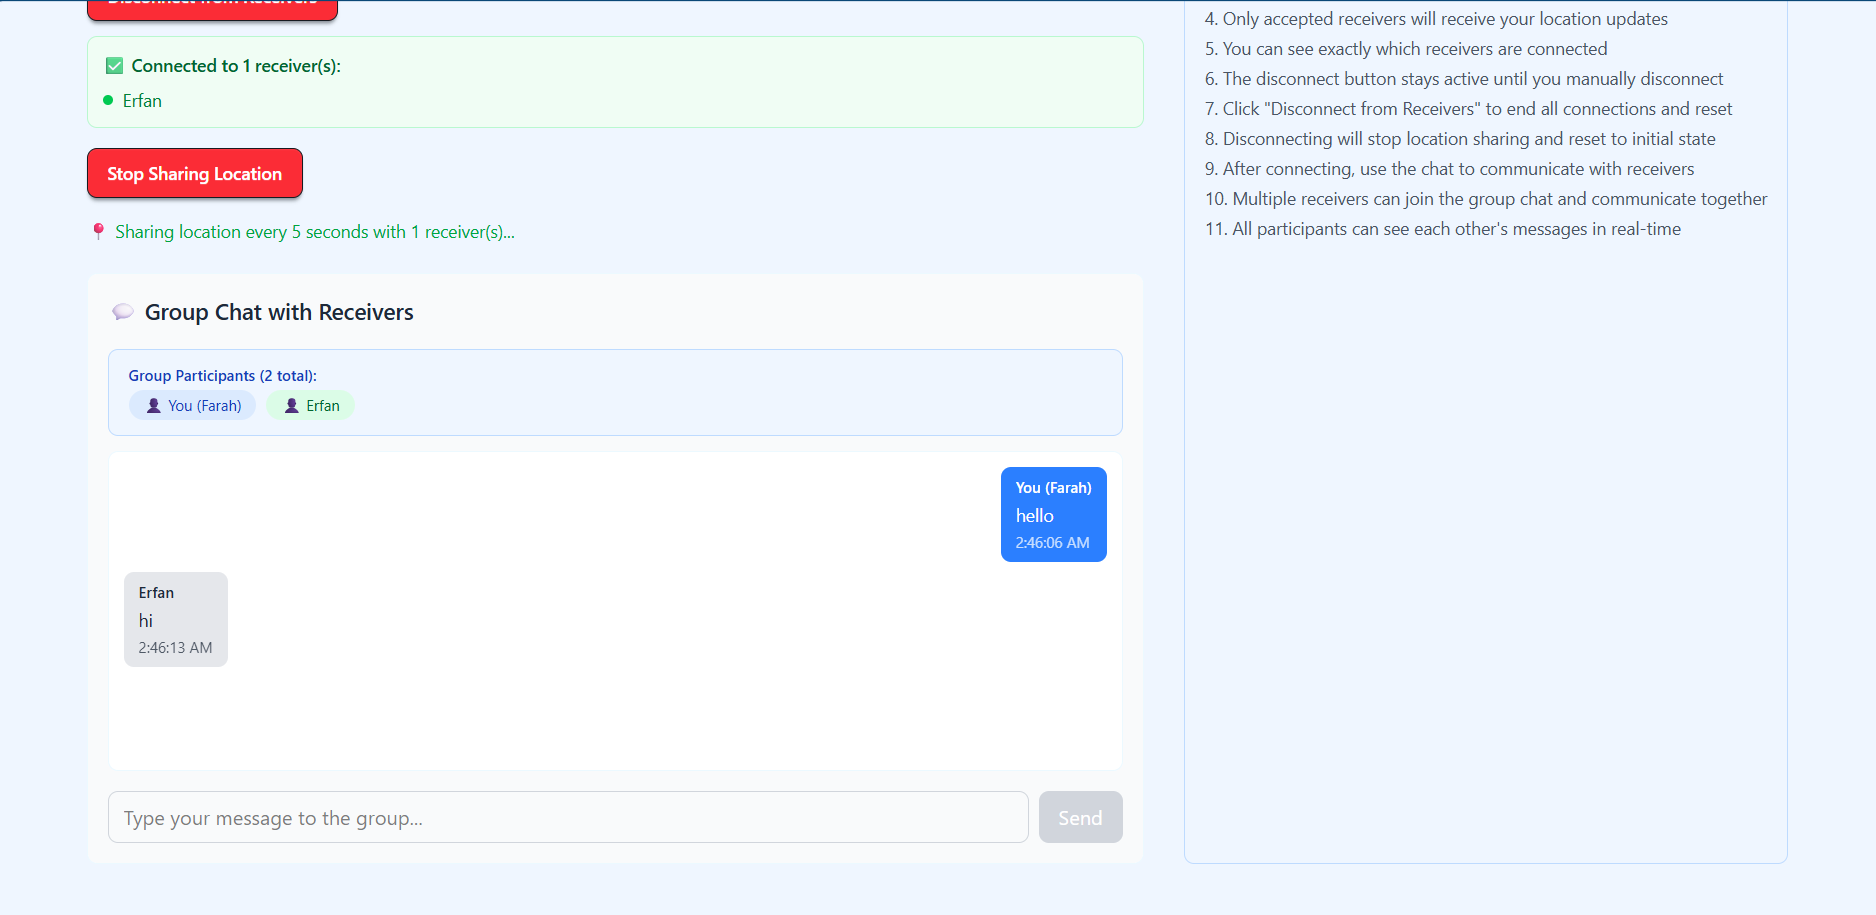 Disconnect from Receivers
Connected to 1 receiver(s):
Erfan
Stop Sharing Location
Sharing location every 5 seconds with 1 receiver(s)...
Group Chat with Receivers
Group Participants (2 total):
You (Farah)
Erfan
You (Farah)
hello
2:46:06 AM
Erfan
hi
2:46:13 AM
Type your message to the group...
Send
4. Only accepted receivers will receive your location updates
5. You can see exactly which receivers are connected
6. The disconnect button stays active until you manually disconnect
7. Click "Disconnect from Receivers" to end all connections and reset
8. Disconnecting will stop location sharing and reset to initial state
9. After connecting, use the chat to communicate with receivers
10. Multiple receivers can join the group chat and communicate together
11. All participants can see each other's messages in real-time